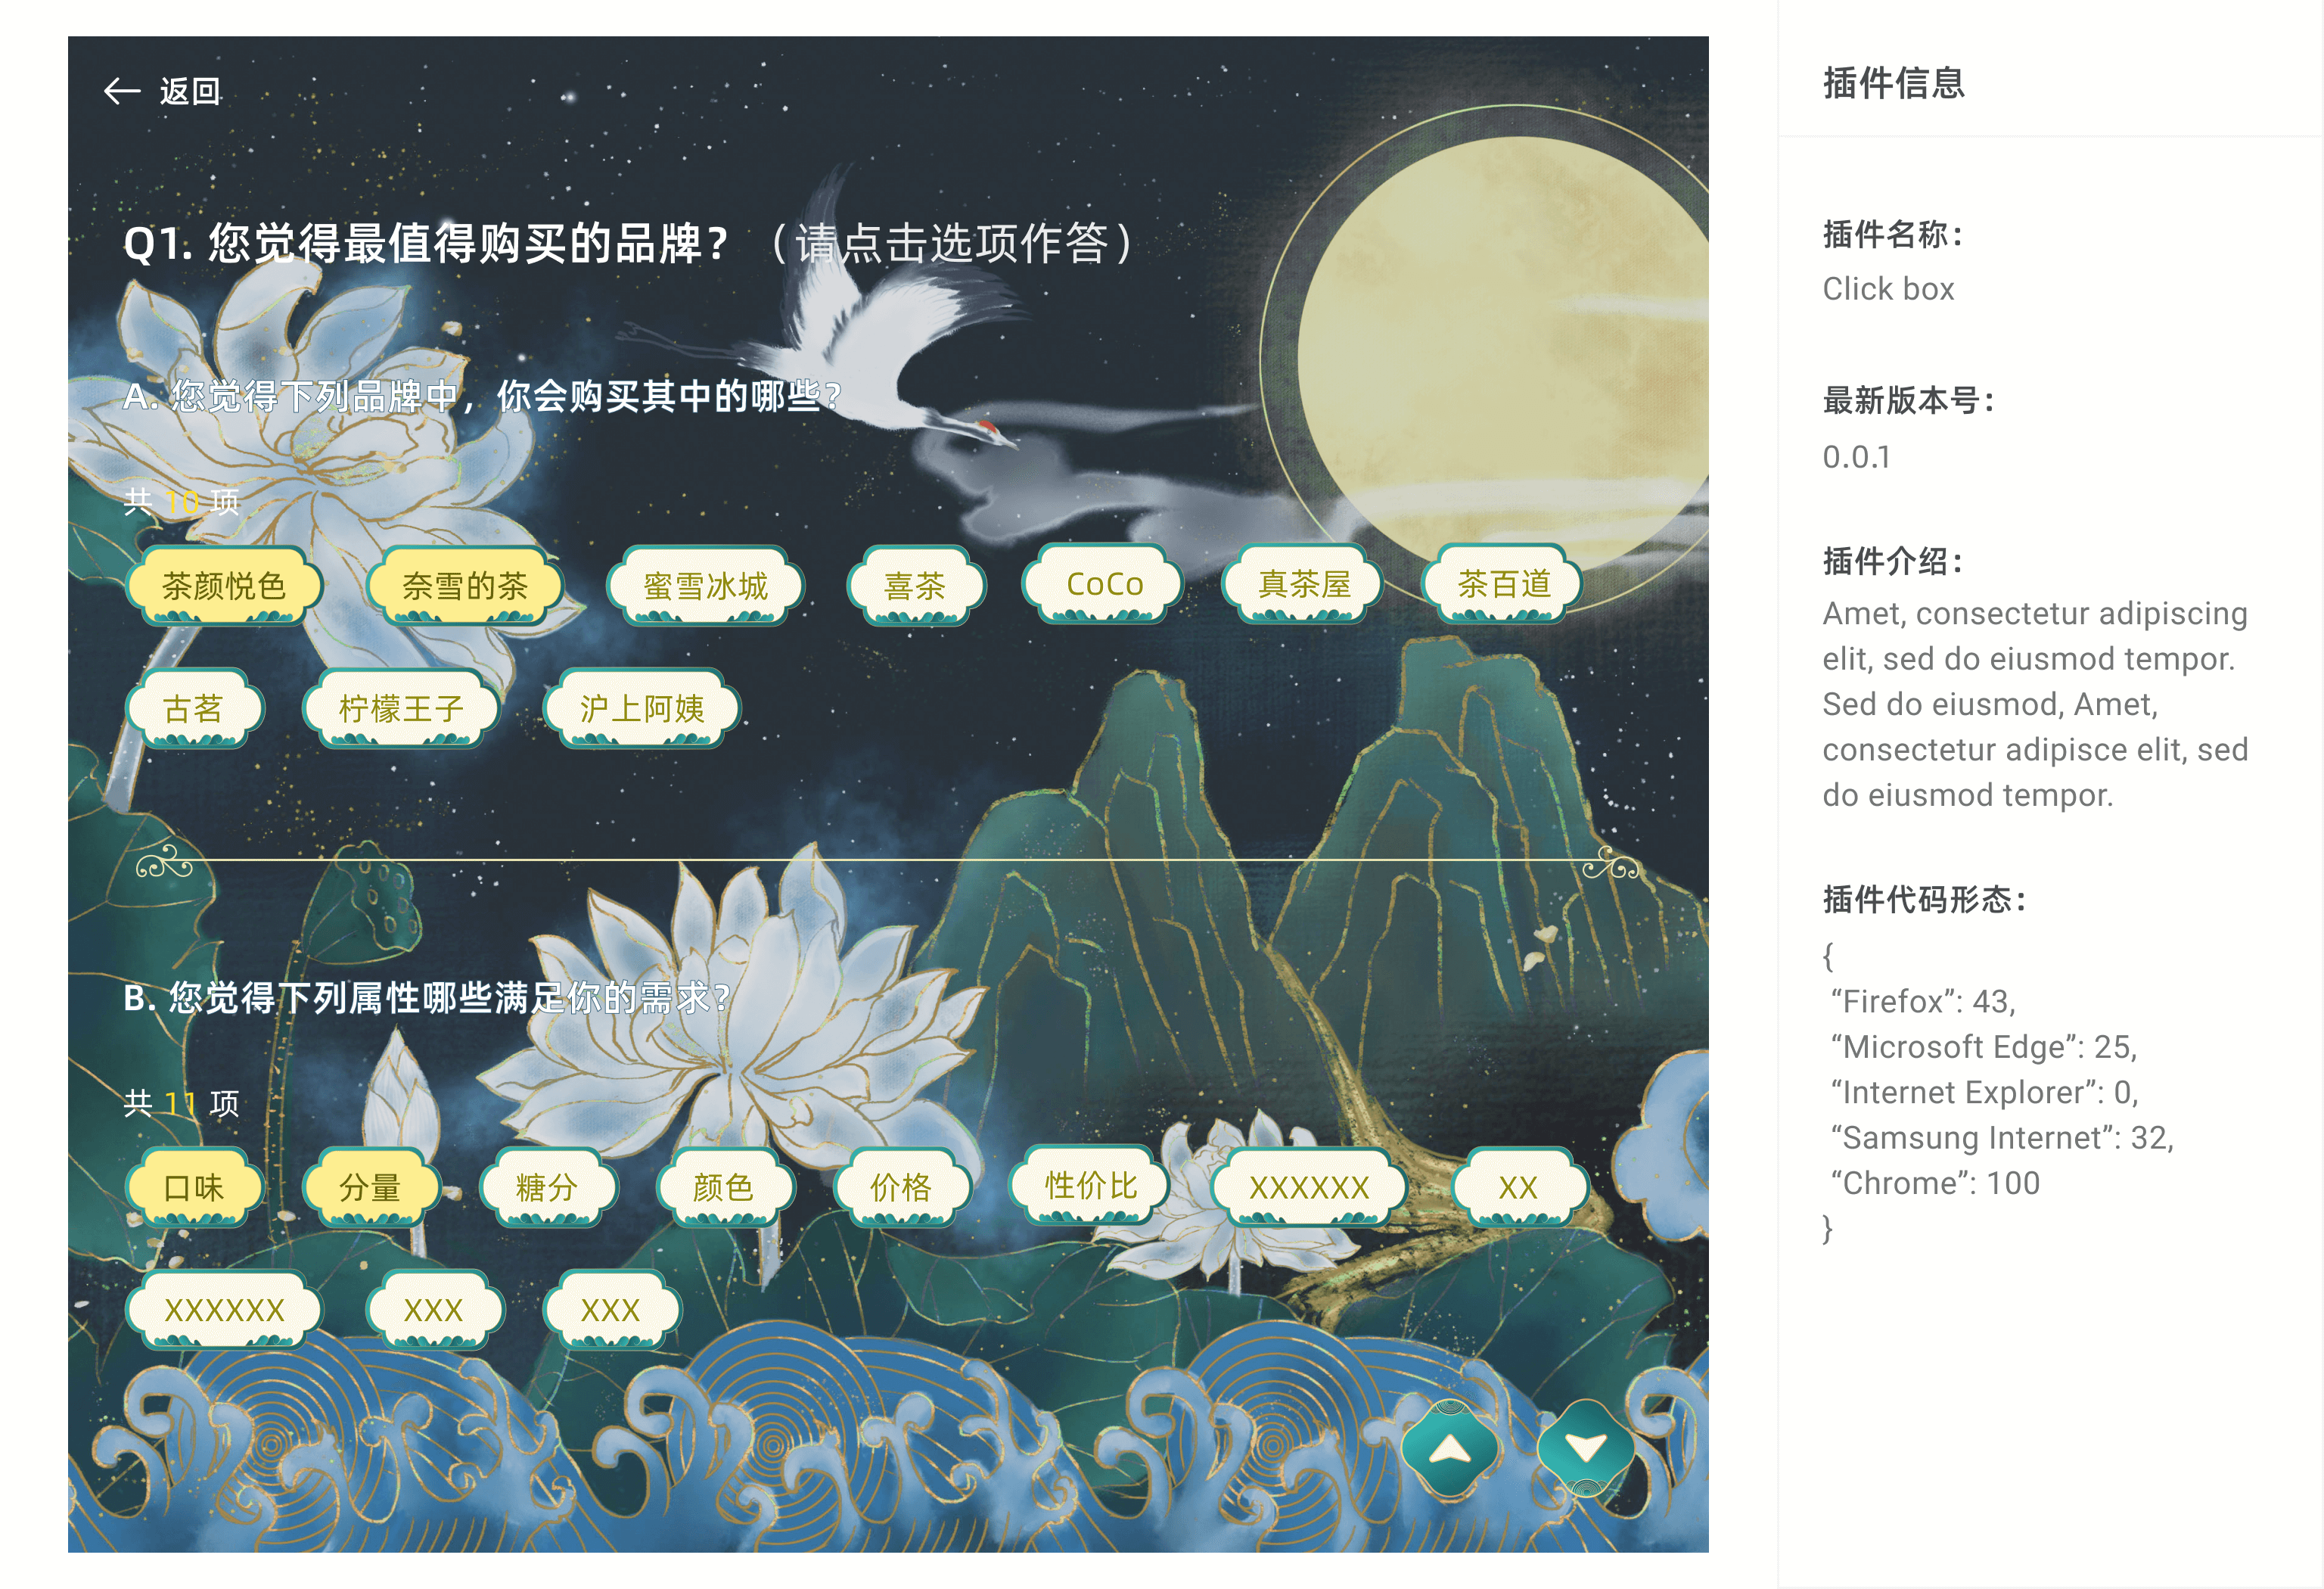 返回
Q1. 您觉得最值得购买的品牌？（请点击选项作答）
A. 您觉得下列品牌中，你会购买其中的哪些？
共 10 项
茶颜悦色 奈雪的茶 蜜雪冰城 喜茶 CoCo 真茶屋 茶百道
古茗 柠檬王子 沪上阿姨
B. 您觉得下列属性哪些满足你的需求？
共 11 项
口味 分量 糖分 颜色 价格 性价比 XXXXXX XX
XXXXXX XXX XXX
插件信息
插件名称：
Click box
最新版本号：
0.0.1
插件介绍：
Amet, consectetur adipiscing
elit, sed do eiusmod tempor.
Sed do eiusmod, Amet,
consectetur adipisce elit, sed
do eiusmod tempor.
插件代码形态：
{
“Firefox”: 43,
“Microsoft Edge”: 25,
“Internet Explorer”: 0,
“Samsung Internet”: 32,
“Chrome”: 100
}